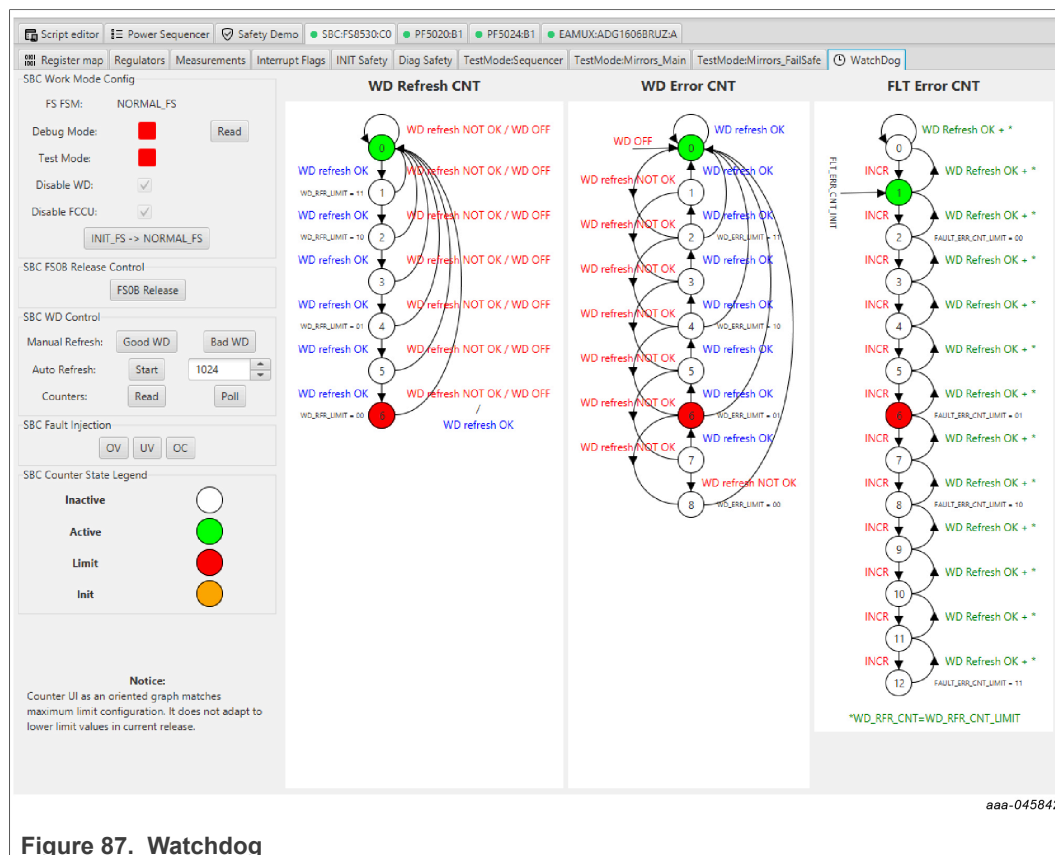 Script editor Power Sequencer Safety Demo SBC:FS8530:C0 PF5020:B1 PF5024:B1 EAMUX:ADG1606BRUZ:A
Register map Regulators Measurements Interrupt Flags INIT Safety Diag Safety TestMode:Sequencer TestMode:Mirrors_Main TestMode:Mirrors_FailSafe WatchDog
SBC Work Mode Config
FS FSM: NORMAL_FS
Debug Mode: Read
Test Mode:
Disable WD:
Disable FCCU:
INIT_FS -> NORMAL_FS
SBC FS0B Release Control
FS0B Release
SBC WD Control
Manual Refresh: Good WD Bad WD
Auto Refresh: Start 1024
Counters: Read Poll
SBC Fault Injection
OV UV OC
SBC Counter State Legend
Inactive
Active
Limit
Init
Notice:
Counter UI as an oriented graph matches
maximum limit configuration. It does not adapt to
lower limit values in current release.
WD Refresh CNT
WD refresh NOT OK / WD OFF
0
WD refresh OK WD refresh NOT OK / WD OFF
WD_RFR_LIMIT = 11 1
WD refresh OK WD refresh NOT OK / WD OFF
WD_RFR_LIMIT = 10 2
WD refresh OK WD refresh NOT OK / WD OFF
3
WD refresh OK WD refresh NOT OK / WD OFF
WD_RFR_LIMIT = 01 4
WD refresh OK WD refresh NOT OK / WD OFF
5
WD refresh OK WD refresh NOT OK / WD OFF
/
WD_RFR_LIMIT = 00 6
WD refresh OK
WD Error CNT
WD refresh OK
WD OFF
0
WD refresh NOT OK WD refresh OK
1
WD refresh OK
WD refresh NOT OK 2 WD_ERR_LIMIT = 11
WD refresh OK
WD refresh NOT OK 3
WD refresh OK
WD refresh NOT OK 4 WD_ERR_LIMIT = 10
WD refresh OK
WD refresh NOT OK 5
WD refresh OK
WD refresh NOT OK 6 WD_ERR_LIMIT = 01
WD refresh OK
WD refresh NOT OK 7
WD refresh NOT OK
8 WD_ERR_LIMIT = 00
FLT Error CNT
WD Refresh OK + *
0
FLT_ERR_CNT_INIT
INCR WD Refresh OK + *
1
INCR WD Refresh OK + *
2 FAULT_ERR_CNT_LIMIT = 00
INCR WD Refresh OK + *
3
INCR WD Refresh OK + *
4
INCR WD Refresh OK + *
5
INCR WD Refresh OK + *
6 FAULT_ERR_CNT_LIMIT = 01
INCR WD Refresh OK + *
7
INCR WD Refresh OK + *
8 FAULT_ERR_CNT_LIMIT = 10
INCR WD Refresh OK + *
9
INCR WD Refresh OK + *
10
INCR WD Refresh OK + *
11
INCR WD Refresh OK + *
12 FAULT_ERR_CNT_LIMIT = 11
*WD_RFR_CNT=WD_RFR_CNT_LIMIT
aaa-045842
Figure 87. Watchdog